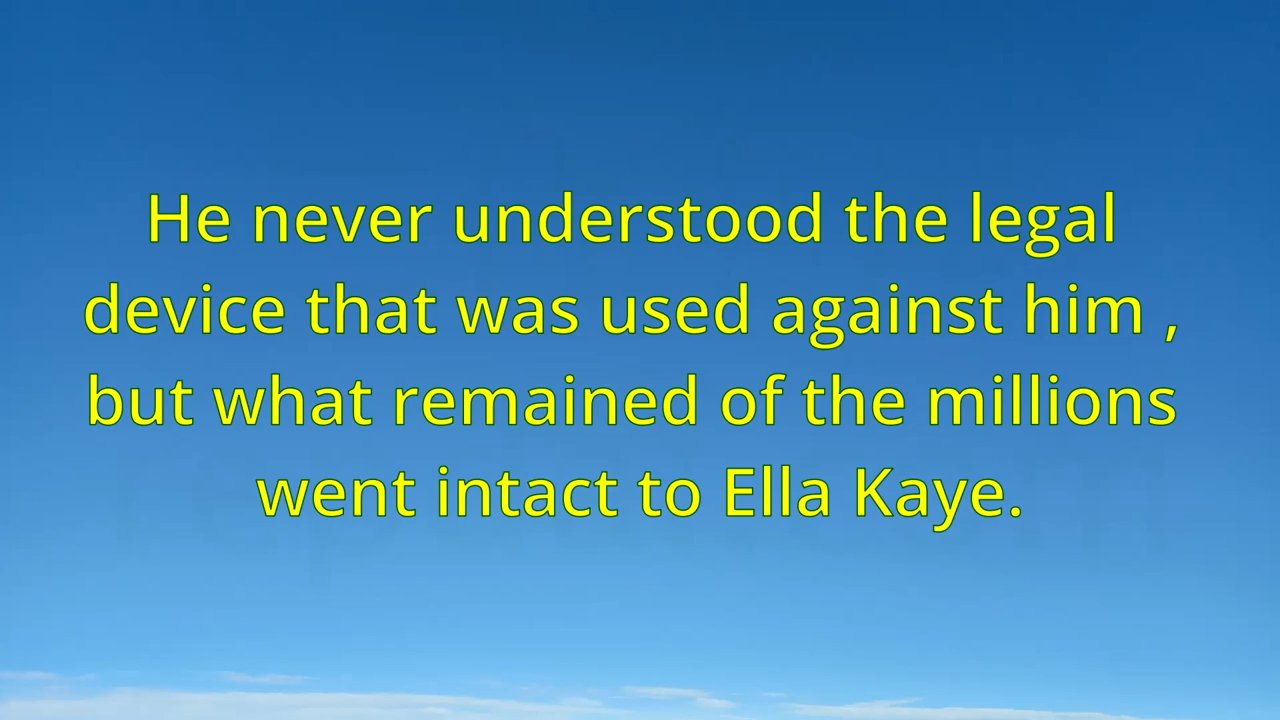 He never understood the legal
device that was used against him ,
but what remained of the millions
went intact to Ella Kaye.